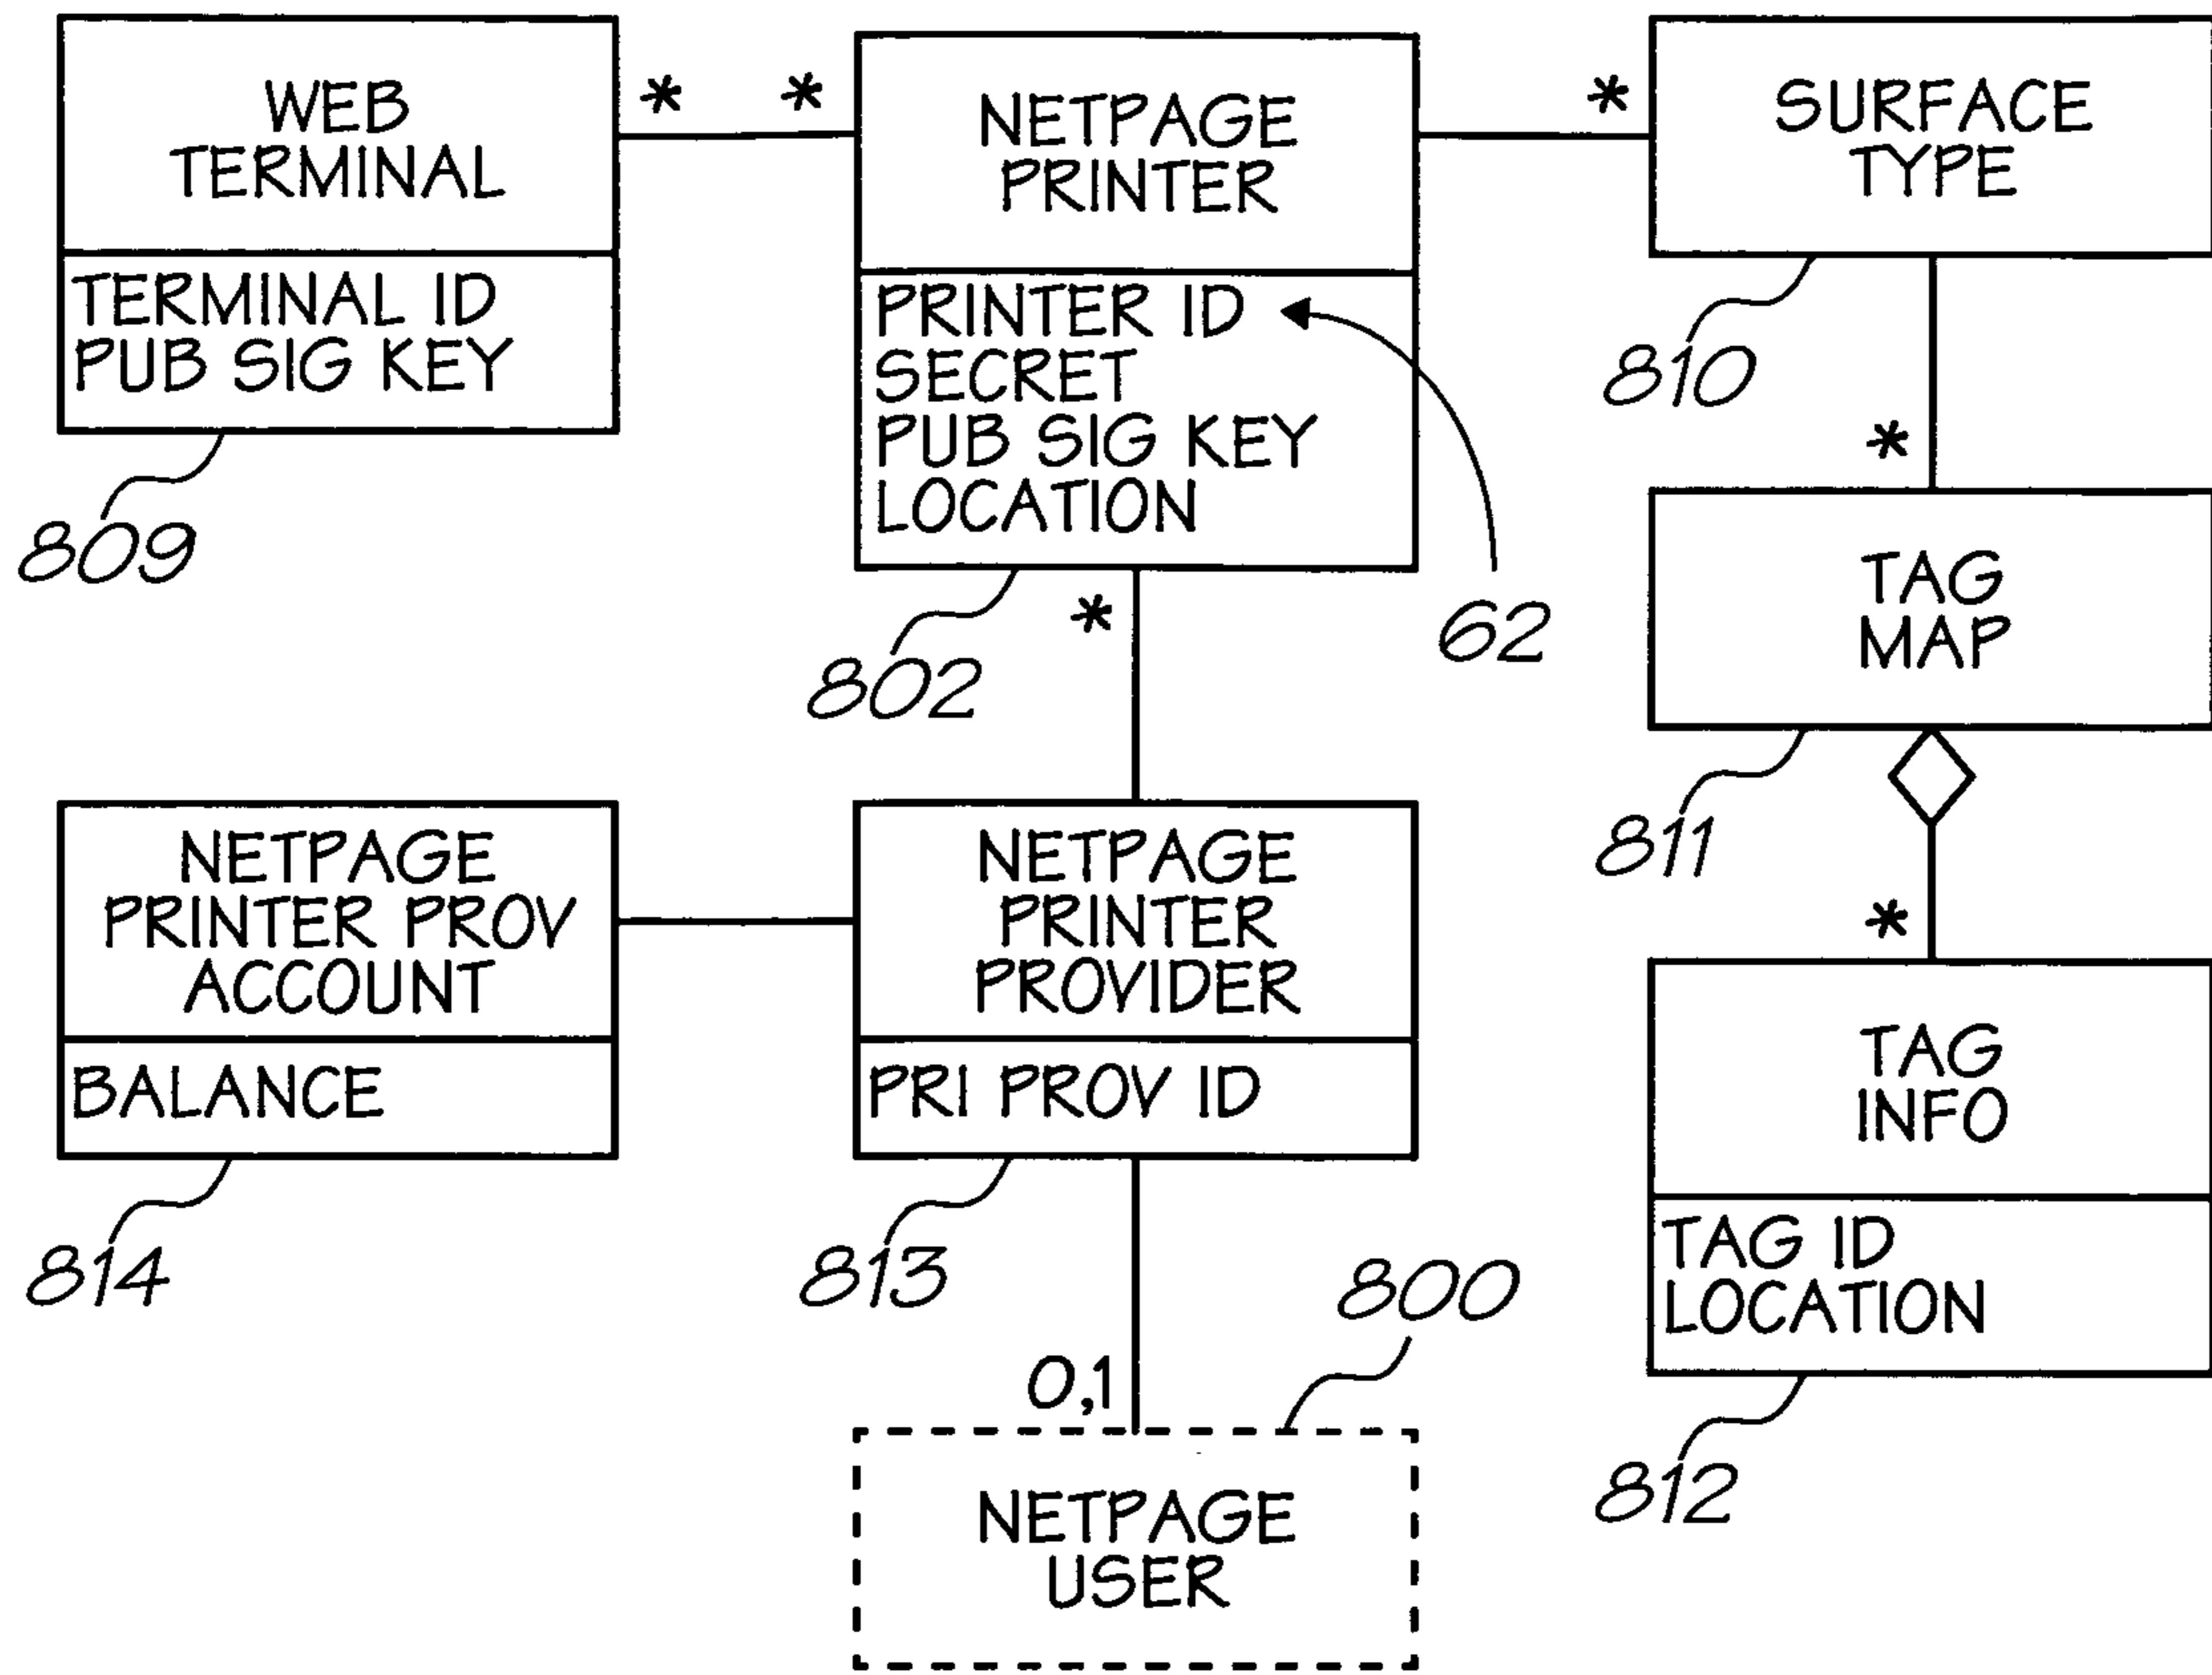 WEB
TERMINAL
TERMINAL ID
PUB SIG KEY
809
* *
NETPAGE
PRINTER
PRINTER ID
SECRET
PUB SIG KEY
LOCATION
62
802
*
*
SURFACE
TYPE
810
*
TAG
MAP
811
*
TAG
INFO
TAG ID
LOCATION
812
NETPAGE
PRINTER PROV
ACCOUNT
BALANCE
814
NETPAGE
PRINTER
PROVIDER
PRI PROV ID
813
0,1
800
NETPAGE
USER